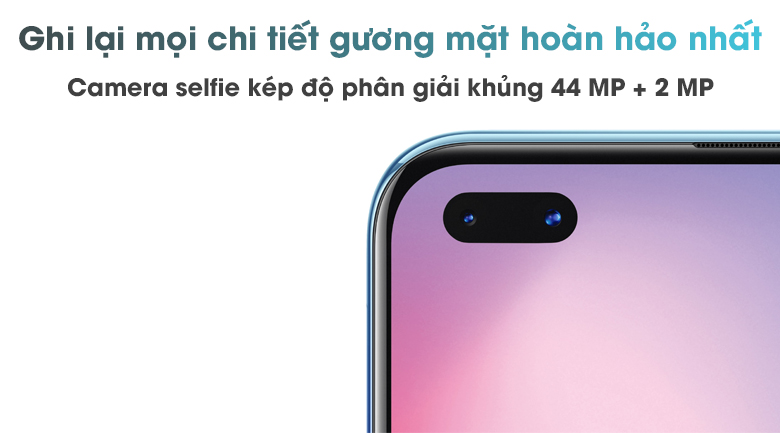 Ghi lại mọi chi tiết gương mặt hoàn hảo nhất
Camera selfie kép độ phân giải khủng 44 MP + 2 MP